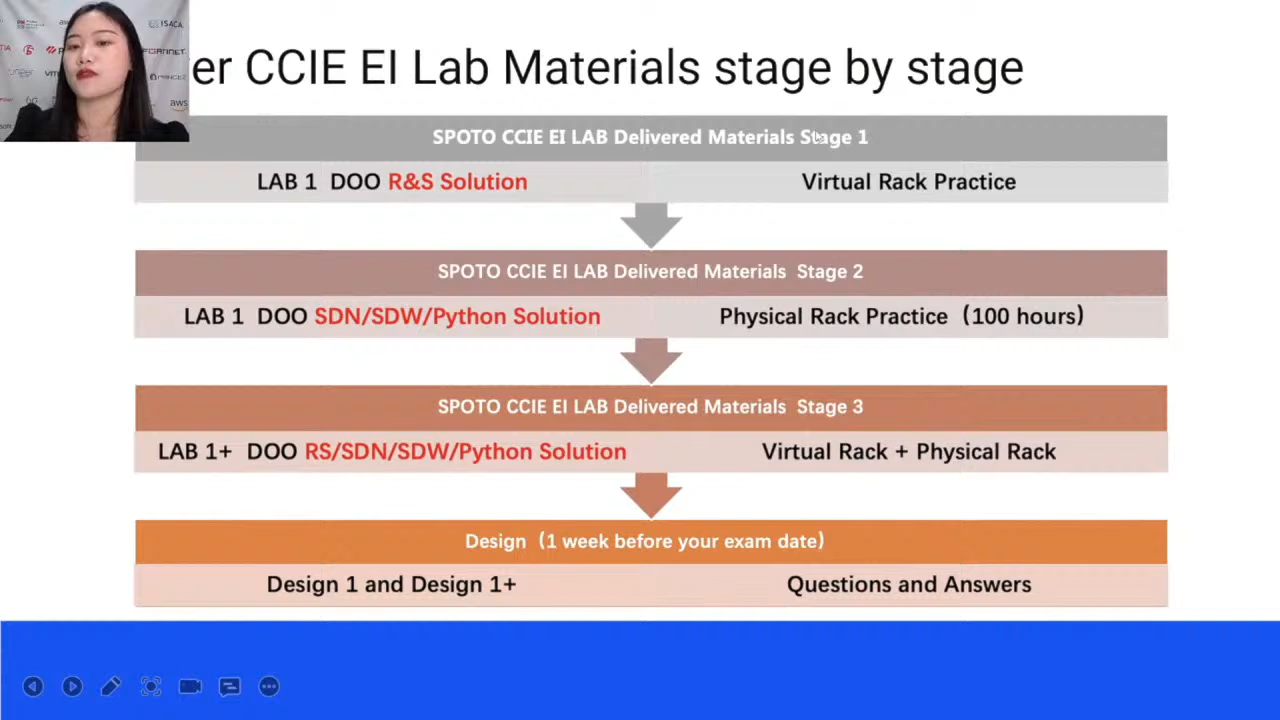 ISACA
aws
er CCIE EI Lab Materials stage by stage
SPOTO CCIE EI LAB Delivered Materials Stage 1
LAB 1 DOO R&S Solution
Virtual Rack Practice
SPOTO CCIE EI LAB Delivered Materials Stage 2
LAB 1 DOO SDN/SDW/Python Solution
Physical Rack Practice（100 hours）
SPOTO CCIE EI LAB Delivered Materials Stage 3
LAB 1+ DOO RS/SDN/SDW/Python Solution
Virtual Rack + Physical Rack
Design（1 week before your exam date）
Design 1 and Design 1+
Questions and Answers